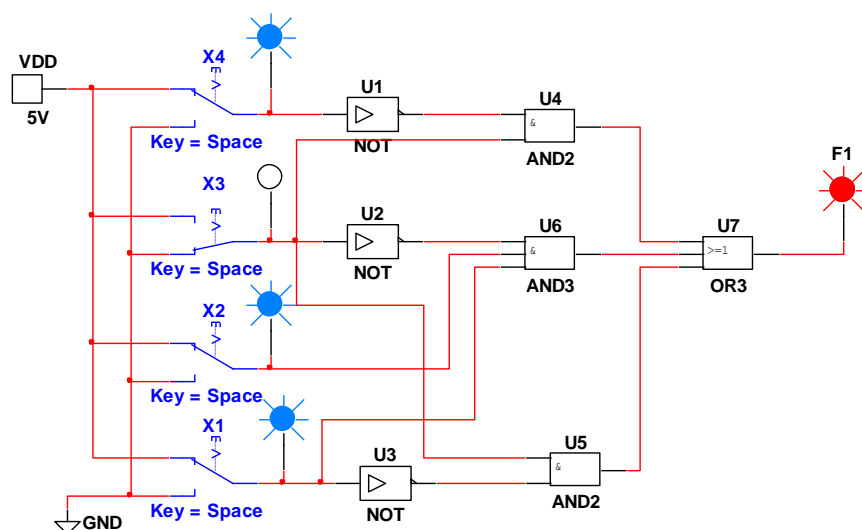 VDD
5V
X4
Key = Space
U1
NOT
U4
&
AND2
F1
X3
Key = Space
U2
NOT
U6
&
AND3
U7
>=1
OR3
X2
Key = Space
X1
Key = Space
U3
NOT
U5
&
AND2
GND